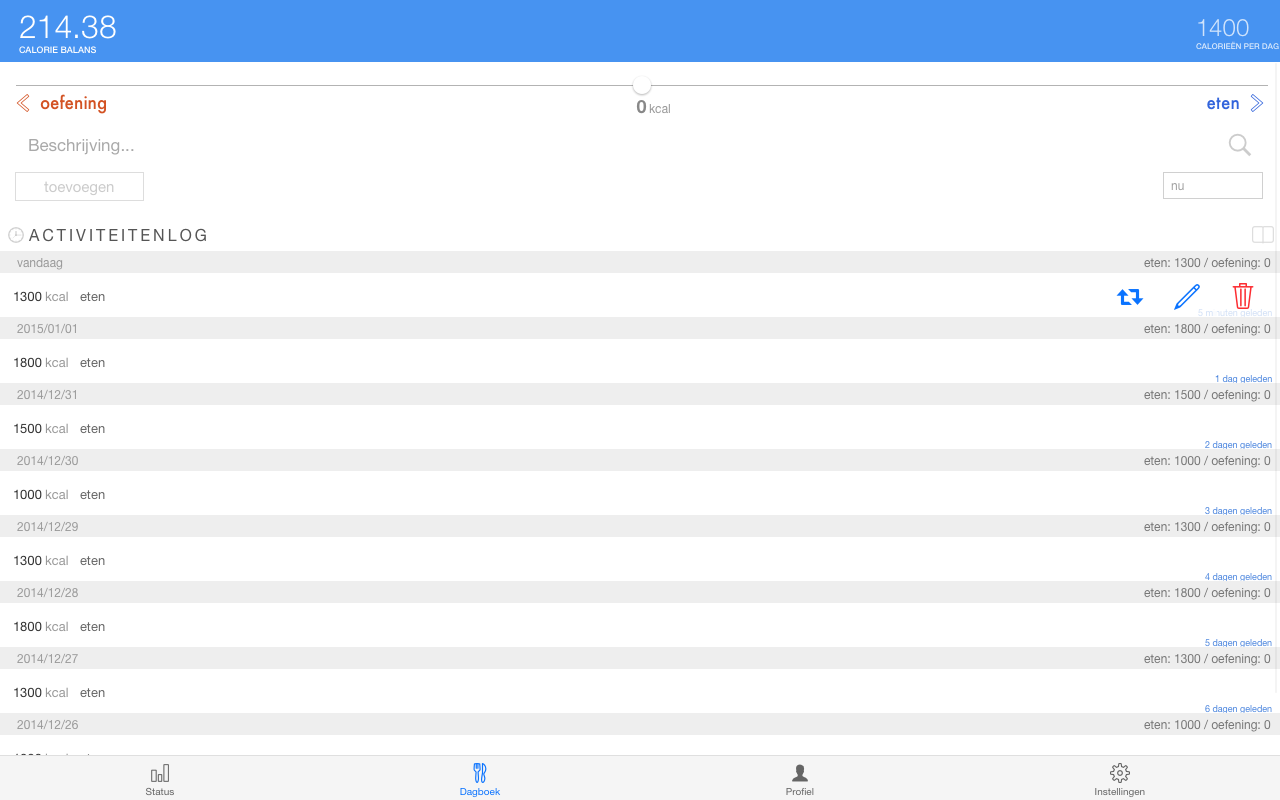 214.38
CALORIE BALANS
1400
CALORIEËN PER DAG
oefening
0 kcal
eten
Beschrijving...
toevoegen
nu
ACTIVITEITENLOG
vandaag eten: 1300 / oefening: 0
1300 kcal eten
5 minuten geleden
2015/01/01 eten: 1800 / oefening: 0
1800 kcal eten
1 dag geleden
2014/12/31 eten: 1500 / oefening: 0
1500 kcal eten
2 dagen geleden
2014/12/30 eten: 1000 / oefening: 0
1000 kcal eten
3 dagen geleden
2014/12/29 eten: 1300 / oefening: 0
1300 kcal eten
4 dagen geleden
2014/12/28 eten: 1800 / oefening: 0
1800 kcal eten
5 dagen geleden
2014/12/27 eten: 1300 / oefening: 0
1300 kcal eten
6 dagen geleden
2014/12/26 eten: 1000 / oefening: 0
Status
Dagboek
Profiel
Instellingen